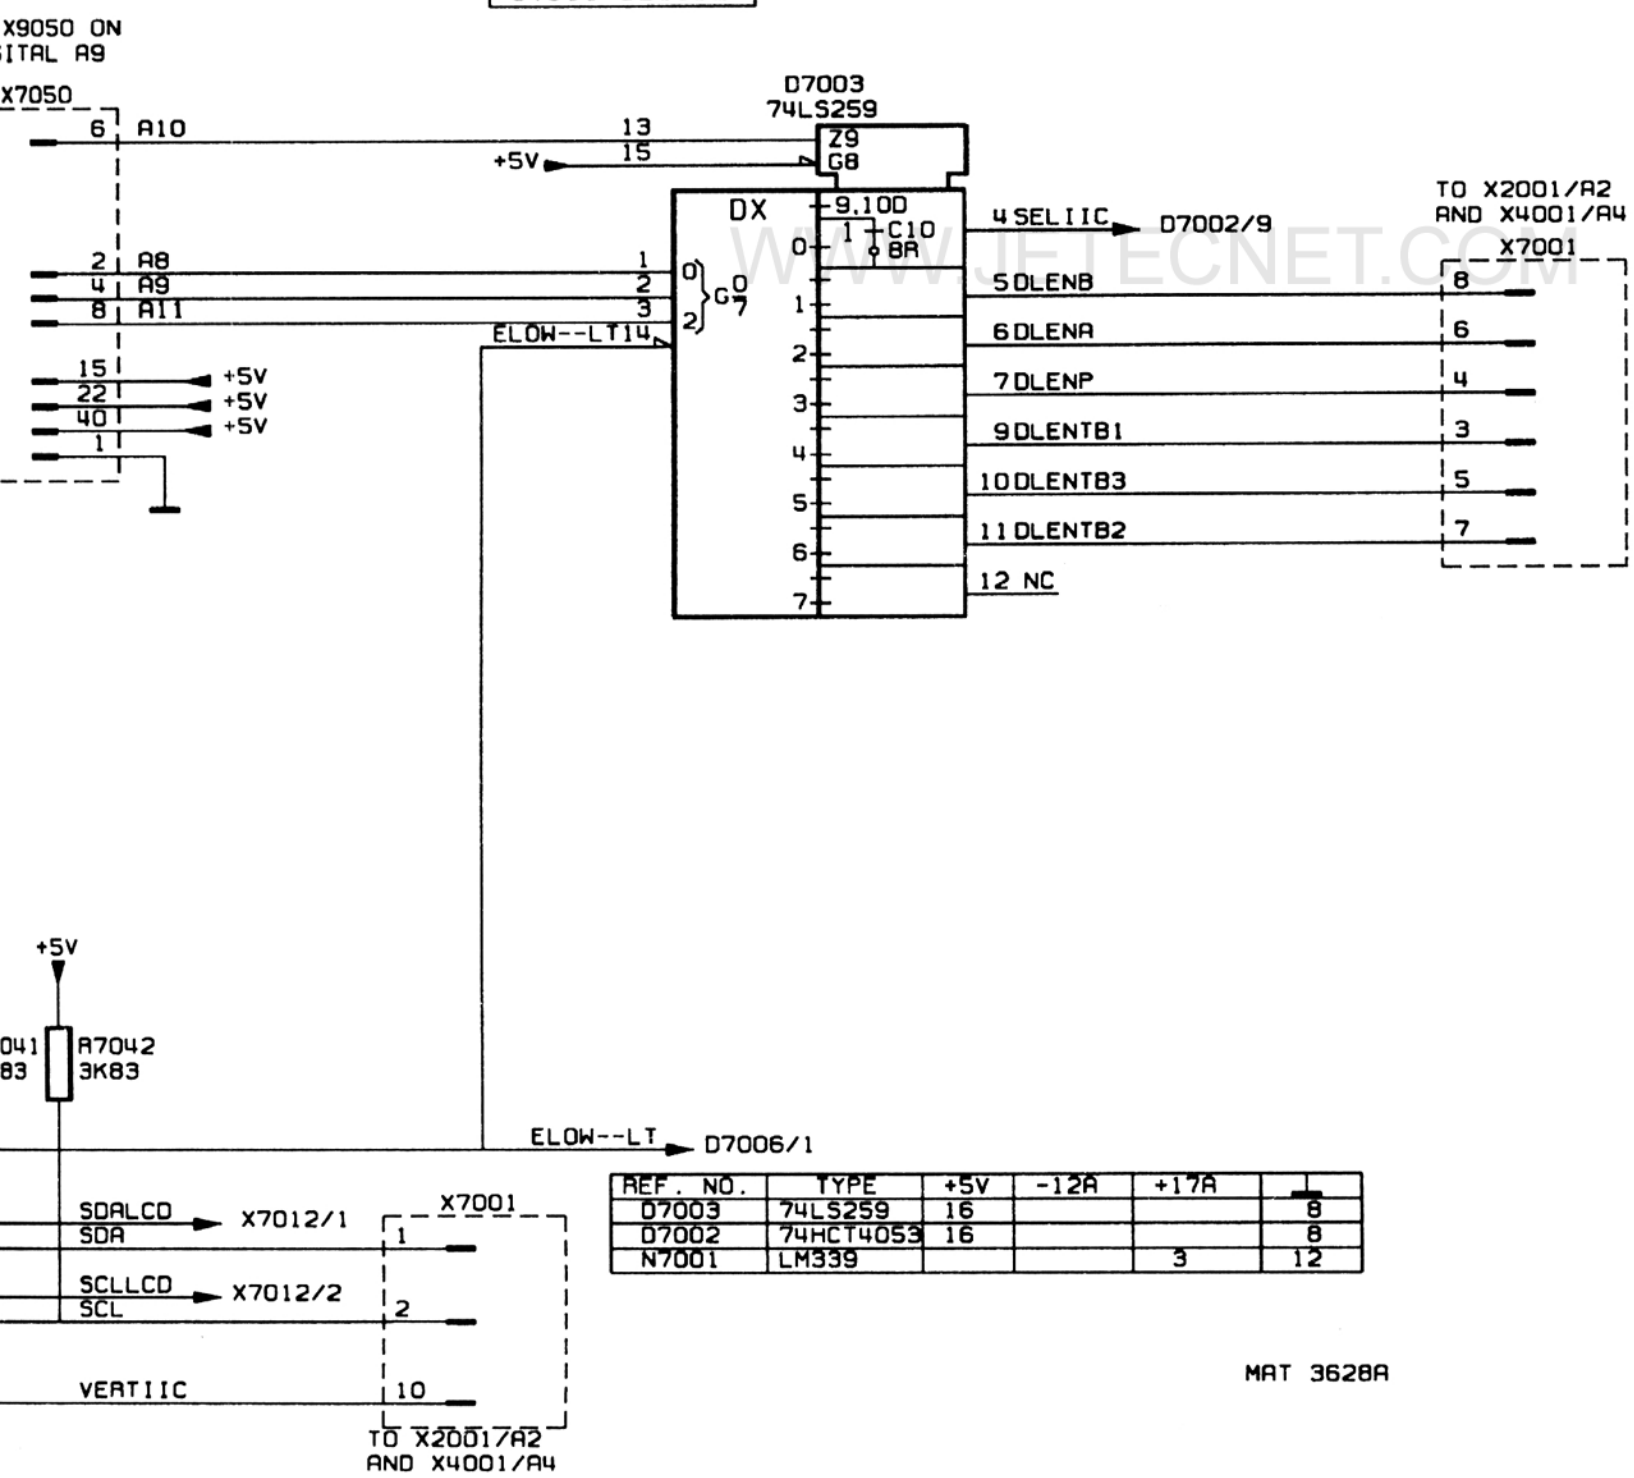 X9050 ON
ITAL A9
X7050
6 A10
2 A8
4 A9
8 A11
15 +5V
22 +5V
40 +5V
1
D7003
74LS259
13 Z9
+5V 15 G8
DX
9,10D
1 C10
8R
1 0
2
3 2
G 0
7
ELOW--LT14
0
1
2
3
4
5
6
7
4 SELIIC D7002/9
5 DLENB
6 DLENA
7 DLENP
9 DLENTB1
10 DLENTB3
11 DLENTB2
12 NC
TO X2001/A2
AND X4001/A4
X7001
8
6
4
3
5
7
WWW.JETECNET.COM
+5V
041
83
R7042
3K83
ELOW--LT D7006/1
SDALCD X7012/1
SDA
SCLLCD X7012/2
SCL
VERTIIC
X7001
1
2
10
TO X2001/A2
AND X4001/A4
REF. NO. TYPE +5V -12A +17A
D7003 74LS259 16 8
D7002 74HCT4053 16 8
N7001 LM339 3 12
MAT 3628A